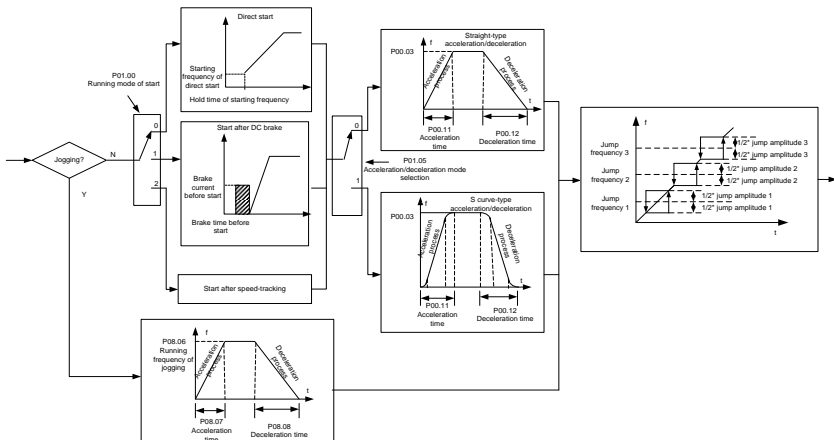 Jogging?
N
Y
P01.00
Running mode of start
0
1
2
Direct start
Starting
frequency of
direct start
Hold time of starting frequency
Start after DC brake
Brake
current before
start
Brake time before
start
Start after speed-tracking
0
1
P01.05
Acceleration/deceleration mode
selection
Straight-type
acceleration/deceleration
f
P00.03
Acceleration
process
Deceleration
process
t
P00.11
Acceleration
time
P00.12
Deceleration time
S curve-type
acceleration/deceleration
f
P00.03
Acceleration
process
Deceleration
process
t
P00.11
Acceleration
time
P00.12
Deceleration time
P08.06
Running
frequency of
jogging
f
Acceleration
process
Deceleration
process
t
P08.07
Acceleration
time
P08.08
Deceleration time
f
Jump
frequency 3
1/2" jump amplitude 3
1/2" jump amplitude 3
Jump
frequency 2
1/2" jump amplitude 2
1/2" jump amplitude 2
Jump
frequency 1
1/2" jump amplitude 1
1/2" jump amplitude 1
t